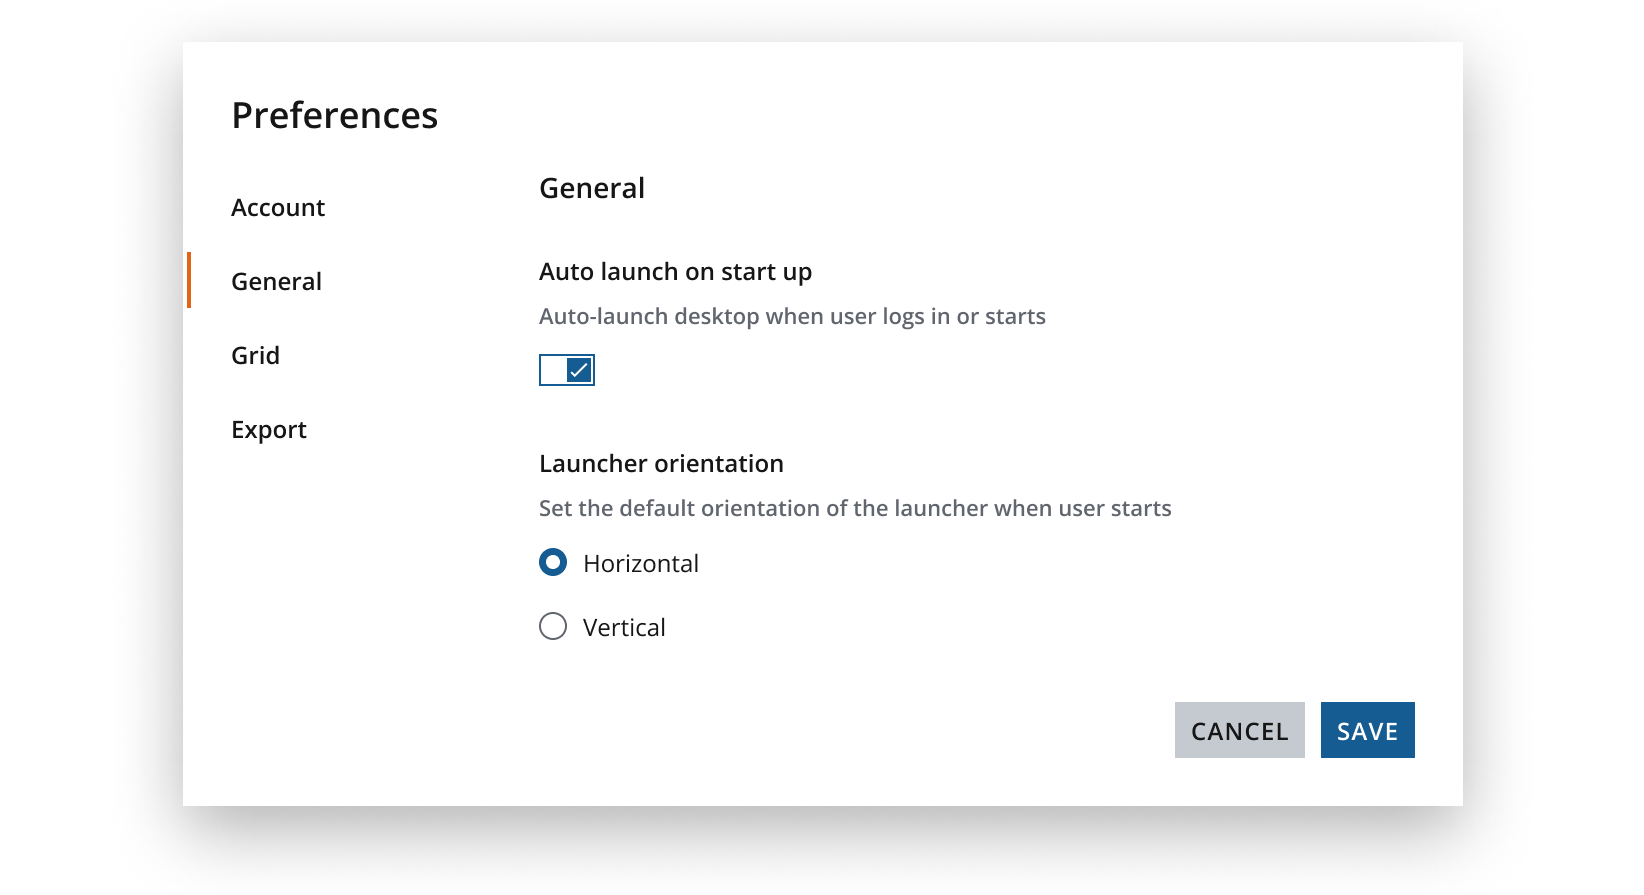 Preferences
Account
General
Grid
Export
General
Auto launch on start up
Auto-launch desktop when user logs in or starts
Launcher orientation
Set the default orientation of the launcher when user starts
Horizontal
Vertical
CANCEL
SAVE